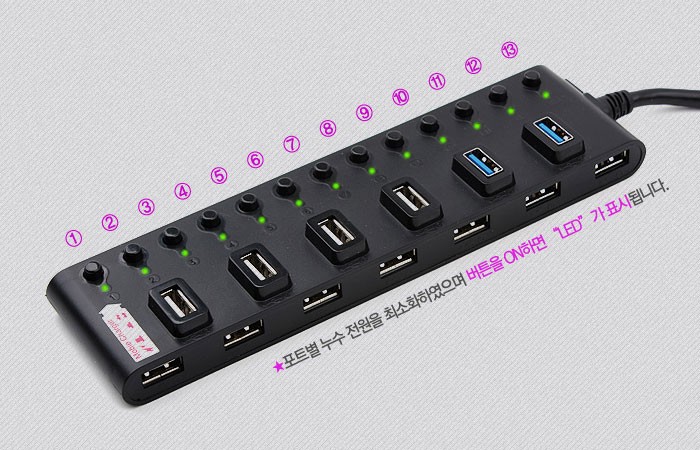 ① ② ③ ④ ⑤ ⑥ ⑦ ⑧ ⑨ ⑩ ⑪ ⑫ ⑬
★포트별 누수 전원을 최소화하였으며 버튼을 ON하면 “LED” 가 표시됩니다.
Mobile Charger